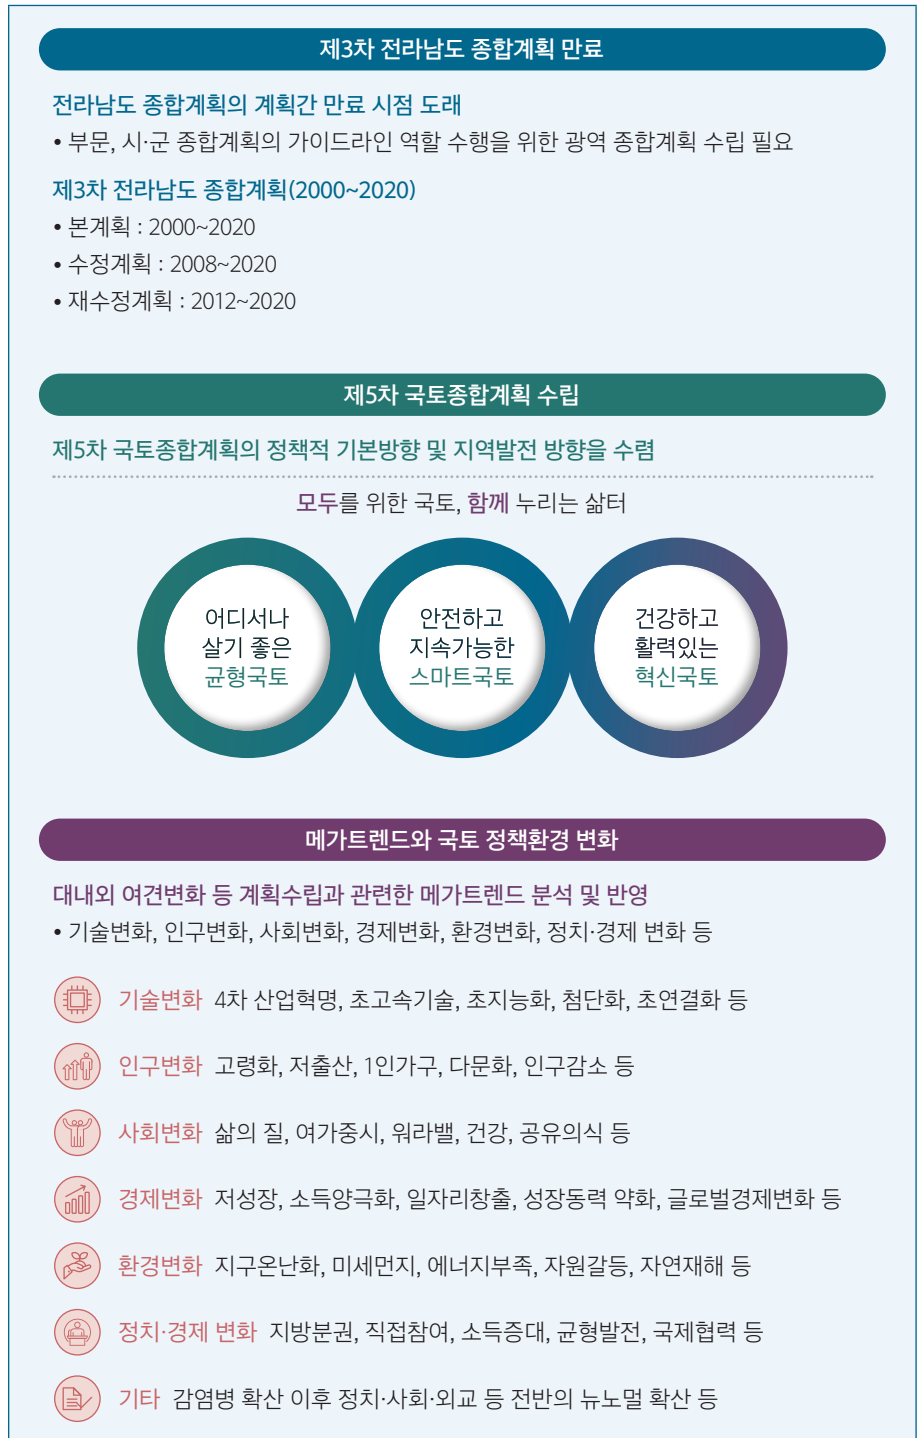 제3차 전라남도 종합계획 만료
전라남도 종합계획의 계획간 만료 시점 도래
• 부문, 시·군 종합계획의 가이드라인 역할 수행을 위한 광역 종합계획 수립 필요
제3차 전라남도 종합계획(2000~2020)
• 본계획 : 2000~2020
• 수정계획 : 2008~2020
• 재수정계획 : 2012~2020
제5차 국토종합계획 수립
제5차 국토종합계획의 정책적 기본방향 및 지역발전 방향을 수렴
모두를 위한 국토, 함께 누리는 삶터
어디서나
살기 좋은
균형국토
안전하고
지속가능한
스마트국토
건강하고
활력있는
혁신국토
메가트렌드와 국토 정책환경 변화
대내외 여견변화 등 계획수립과 관련한 메가트렌드 분석 및 반영
• 기술변화, 인구변화, 사회변화, 경제변화, 환경변화, 정치·경제 변화 등
기술변화 4차 산업혁명, 초고속기술, 초지능화, 첨단화, 초연결화 등
인구변화 고령화, 저출산, 1인가구, 다문화, 인구감소 등
사회변화 삶의 질, 여가중시, 워라밸, 건강, 공유의식 등
경제변화 저성장, 소득양극화, 일자리창출, 성장동력 약화, 글로벌경제변화 등
환경변화 지구온난화, 미세먼지, 에너지부족, 자원갈등, 자연재해 등
정치·경제 변화 지방분권, 직접참여, 소득증대, 균형발전, 국제협력 등
기타 감염병 확산 이후 정치·사회·외교 등 전반의 뉴노멀 확산 등